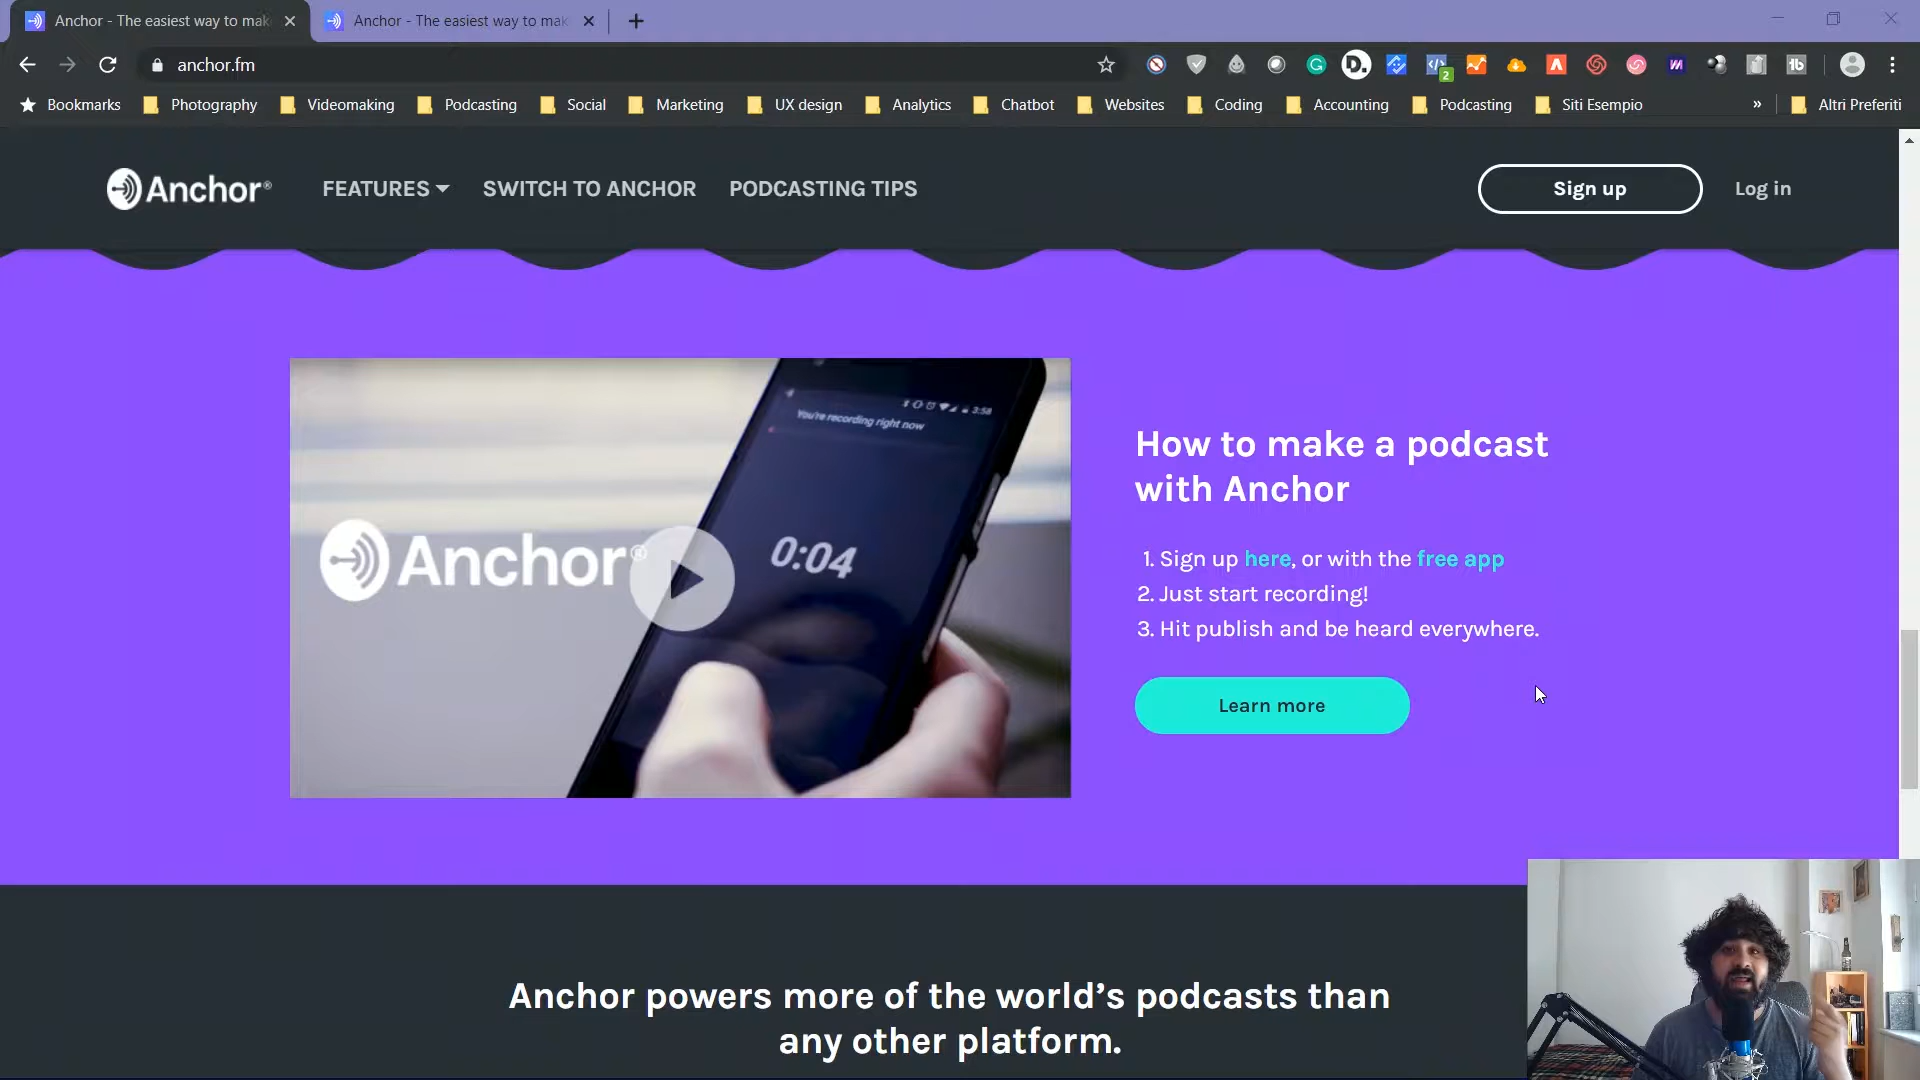 Anchor - The easiest way to mak
Anchor - The easiest way to mak
anchor.fm
D.
2
Bookmarks
Photography
Videomaking
Podcasting
Social
Marketing
UX design
Analytics
Chatbot
Websites
Coding
Accounting
Podcasting
Siti Esempio
»
Altri Preferiti
Anchor®
FEATURES
SWITCH TO ANCHOR
PODCASTING TIPS
Sign up
Log in
3:58
You're recording right now
0:04
Anchor®
How to make a podcast
with Anchor
1. Sign up here, or with the free app
2. Just start recording!
3. Hit publish and be heard everywhere.
Learn more
Anchor powers more of the world’s podcasts than
any other platform.